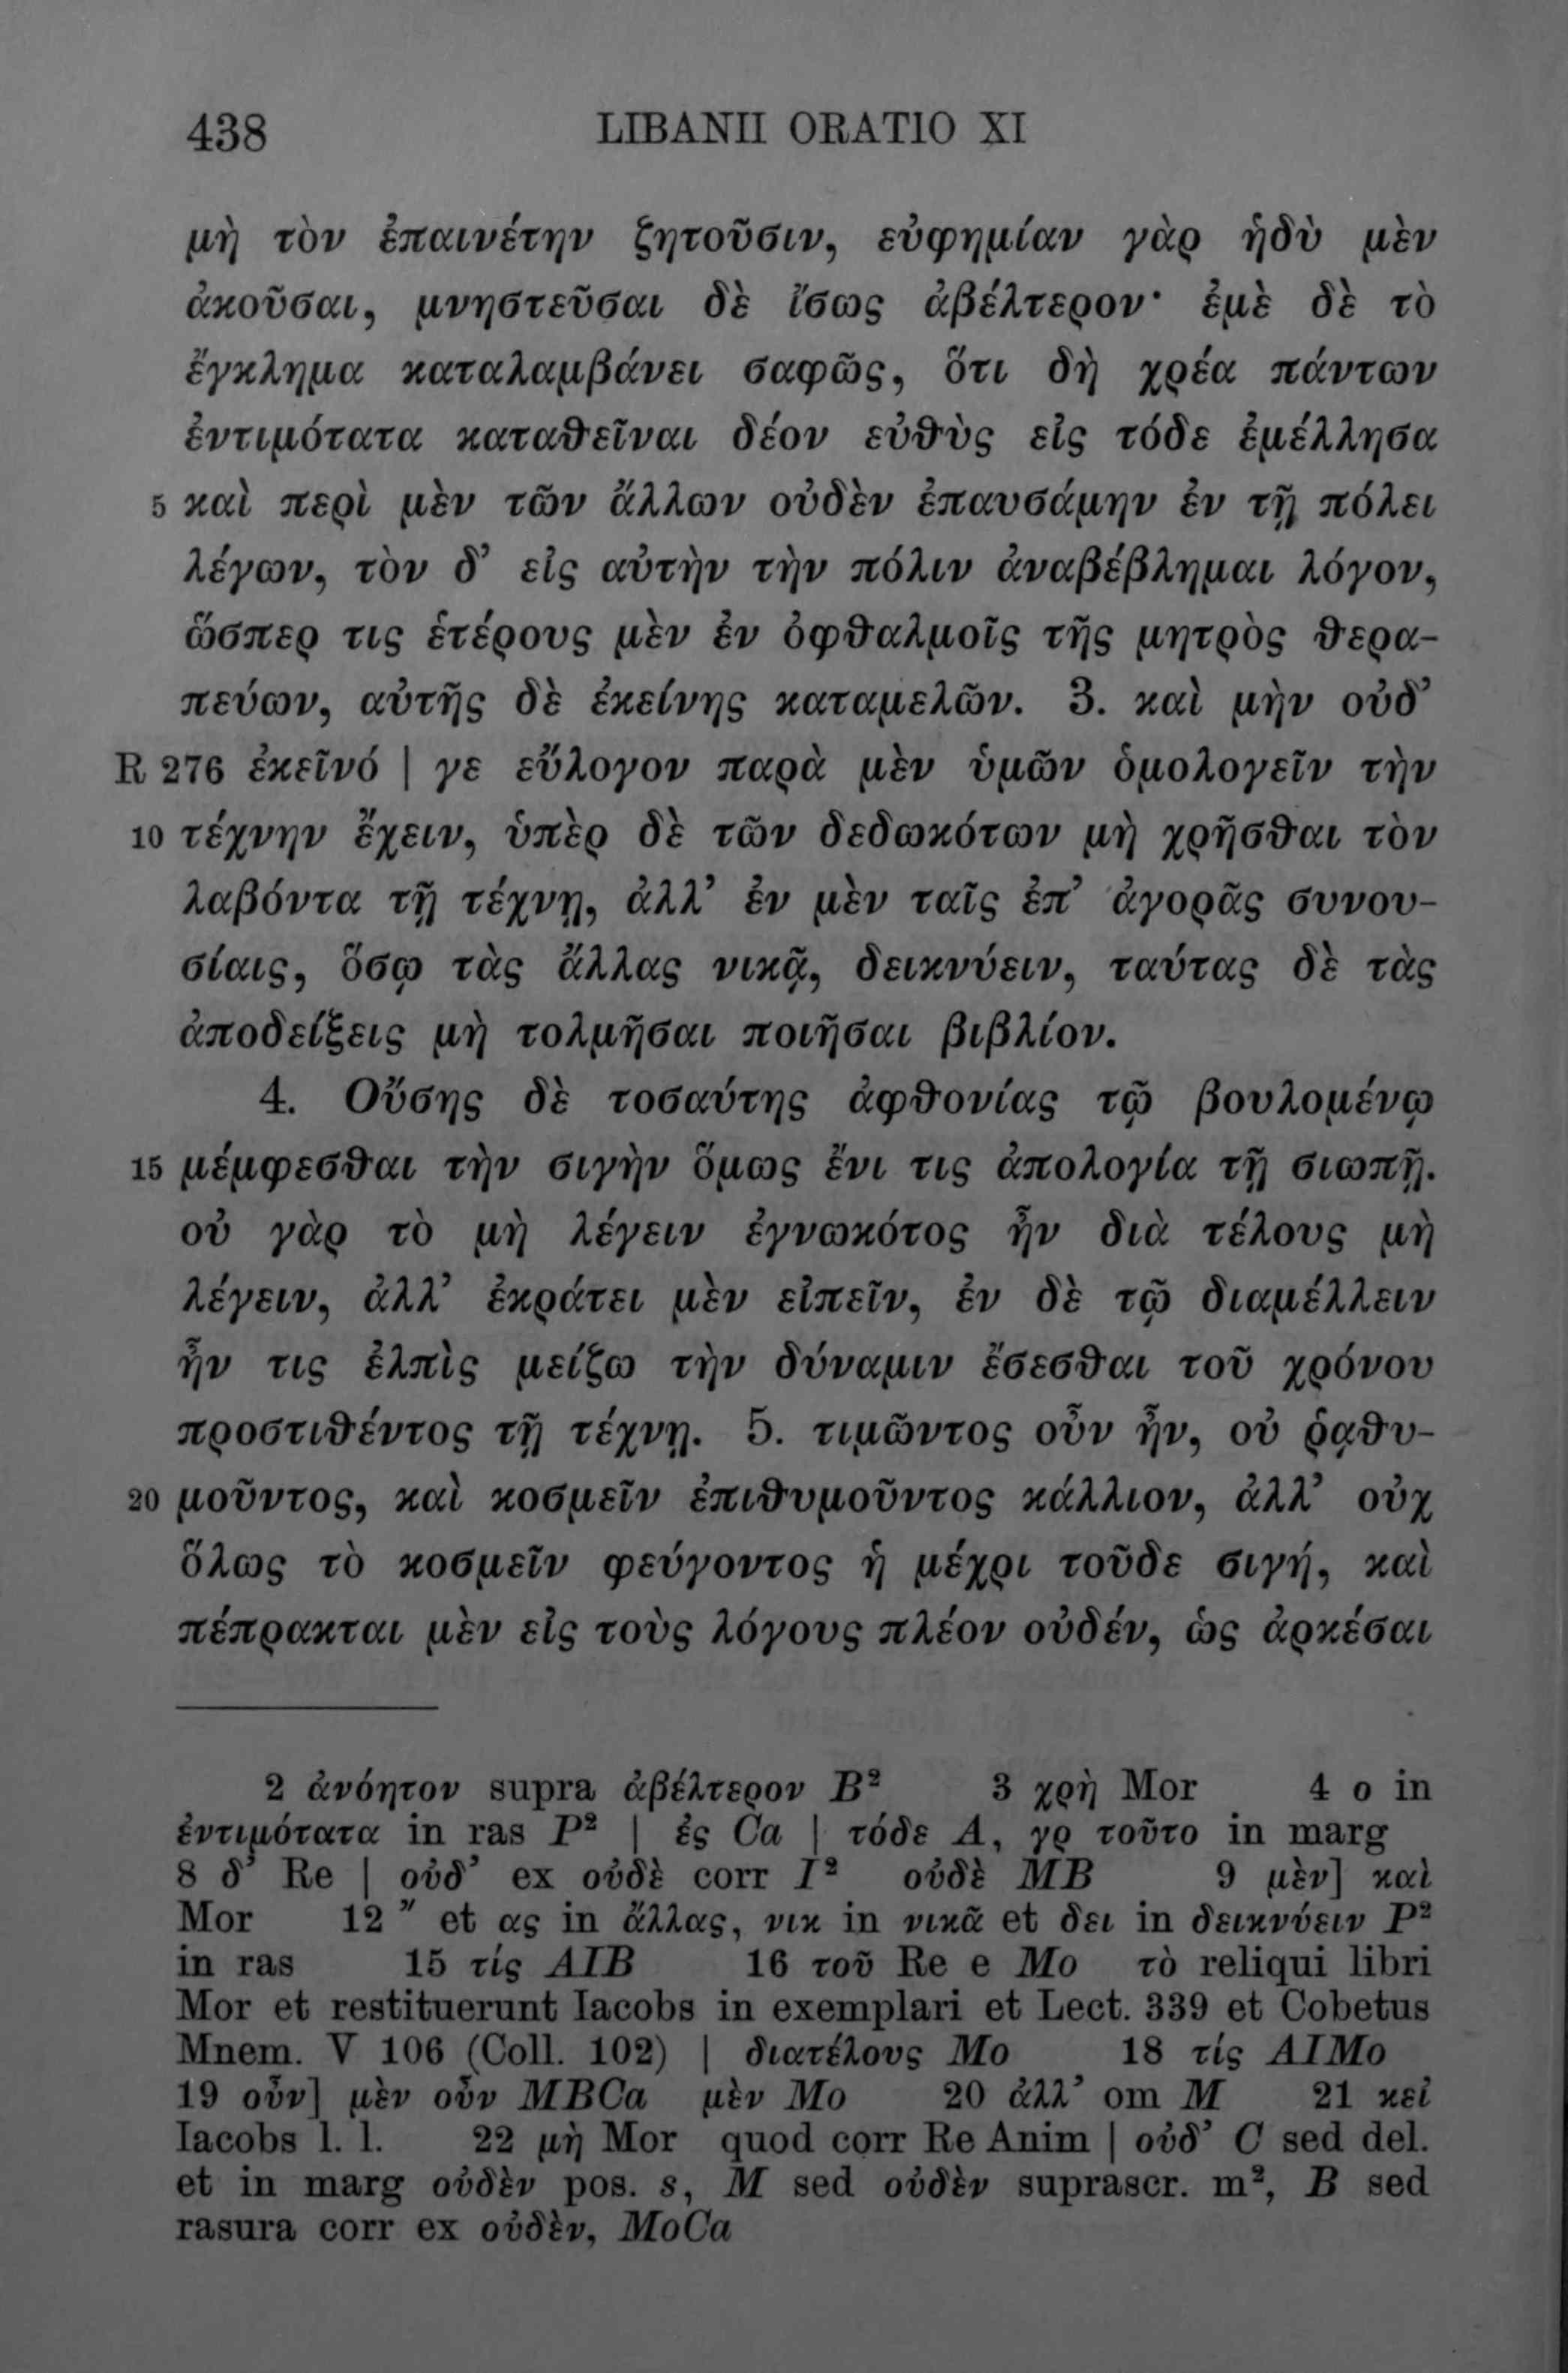 438 LIBANII ORATIO XI
μὴ τὸν ἐπαινέτην ζητοῦσιν, εὐφημίαν γὰρ ἡδὺ μὲν
ἀκοῦσαι, μνηστεῦσαι δὲ ἴσως ἀβέλτερον· ἐμὲ δὲ τὸ
ἔγκλημα καταλαμβάνει σαφῶς, ὅτι δὴ χρέα πάντων
ἐντιμότατα καταθεῖναι δέον εὐθὺς εἰς τόδε ἐμέλλησα
5 καὶ περὶ μὲν τῶν ἄλλων οὐδὲν ἐπαυσάμην ἐν τῇ πόλει
λέγων, τὸν δ’ εἰς αὐτὴν τὴν πόλιν ἀναβέβλημαι λόγον,
ὥσπερ τις ἑτέρους μὲν ἐν ὀφθαλμοῖς τῆς μητρὸς θερα-
πεύων, αὐτῆς δὲ ἐκείνης καταμελῶν. 3. καὶ μὴν οὐδ’
R 276 ἐκεῖνό | γε εὔλογον παρὰ μὲν ὑμῶν ὁμολογεῖν τὴν
10 τέχνην ἔχειν, ὑπὲρ δὲ τῶν δεδωκότων μὴ χρῆσθαι τὸν
λαβόντα τῇ τέχνῃ, ἀλλ’ ἐν μὲν ταῖς ἐπ’ ἀγορᾶς συνου-
σίαις, ὅσῳ τὰς ἄλλας νικᾷ, δεικνύειν, ταύτας δὲ τὰς
ἀποδείξεις μὴ τολμῆσαι ποιῆσαι βιβλίον.
4. Οὔσης δὲ τοσαύτης ἀφθονίας τῷ βουλομένῳ
15 μέμφεσθαι τὴν σιγὴν ὅμως ἔνι τις ἀπολογία τῇ σιωπῇ.
οὐ γὰρ τὸ μὴ λέγειν ἐγνωκότος ἦν διὰ τέλους μὴ
λέγειν, ἀλλ’ ἐκράτει μὲν εἰπεῖν, ἐν δὲ τῷ διαμέλλειν
ἦν τις ἐλπὶς μείζω τὴν δύναμιν ἔσεσθαι τοῦ χρόνου
προστιθέντος τῇ τέχνῃ. 5. τιμῶντος οὖν ἦν, οὐ ῥᾳθυ-
20 μοῦντος, καὶ κοσμεῖν ἐπιθυμοῦντος κάλλιον, ἀλλ’ οὐχ
ὅλως τὸ κοσμεῖν φεύγοντος ἡ μέχρι τοῦδε σιγή, καὶ
πέπρακται μὲν εἰς τοὺς λόγους πλέον οὐδέν, ὡς ἀρκέσαι
2 ἀνόητον supra ἀβέλτερον B² 3 χρὴ Mor 4 ο in
ἐντιμότατα in ras P² | ἐς Ca | τόδε A, γρ τοῦτο in marg
8 δ’ Re | οὐδ’ ex οὐδὲ corr I² οὐδὲ MB 9 μὲν] καὶ
Mor 12 ʺ et ας in ἄλλας, νικ in νικᾶ et δει in δεικνύειν P²
in ras 15 τίς AIB 16 τοῦ Re e Mo τὸ reliqui libri
Mor et restituerunt Iacobs in exemplari et Lect. 339 et Cobetus
Mnem. V 106 (Coll. 102) | διατέλους Mo 18 τίς AIMo
19 οὖν] μὲν οὖν MBCa μὲν Mo 20 ἀλλ’ om M 21 κεἰ
Iacobs l. l. 22 μὴ Mor quod corr Re Anim | οὐδ’ C sed del.
et in marg οὐδὲν pos. s, M sed οὐδὲν suprascr. m², B sed
rasura corr ex οὐδὲν, MoCa